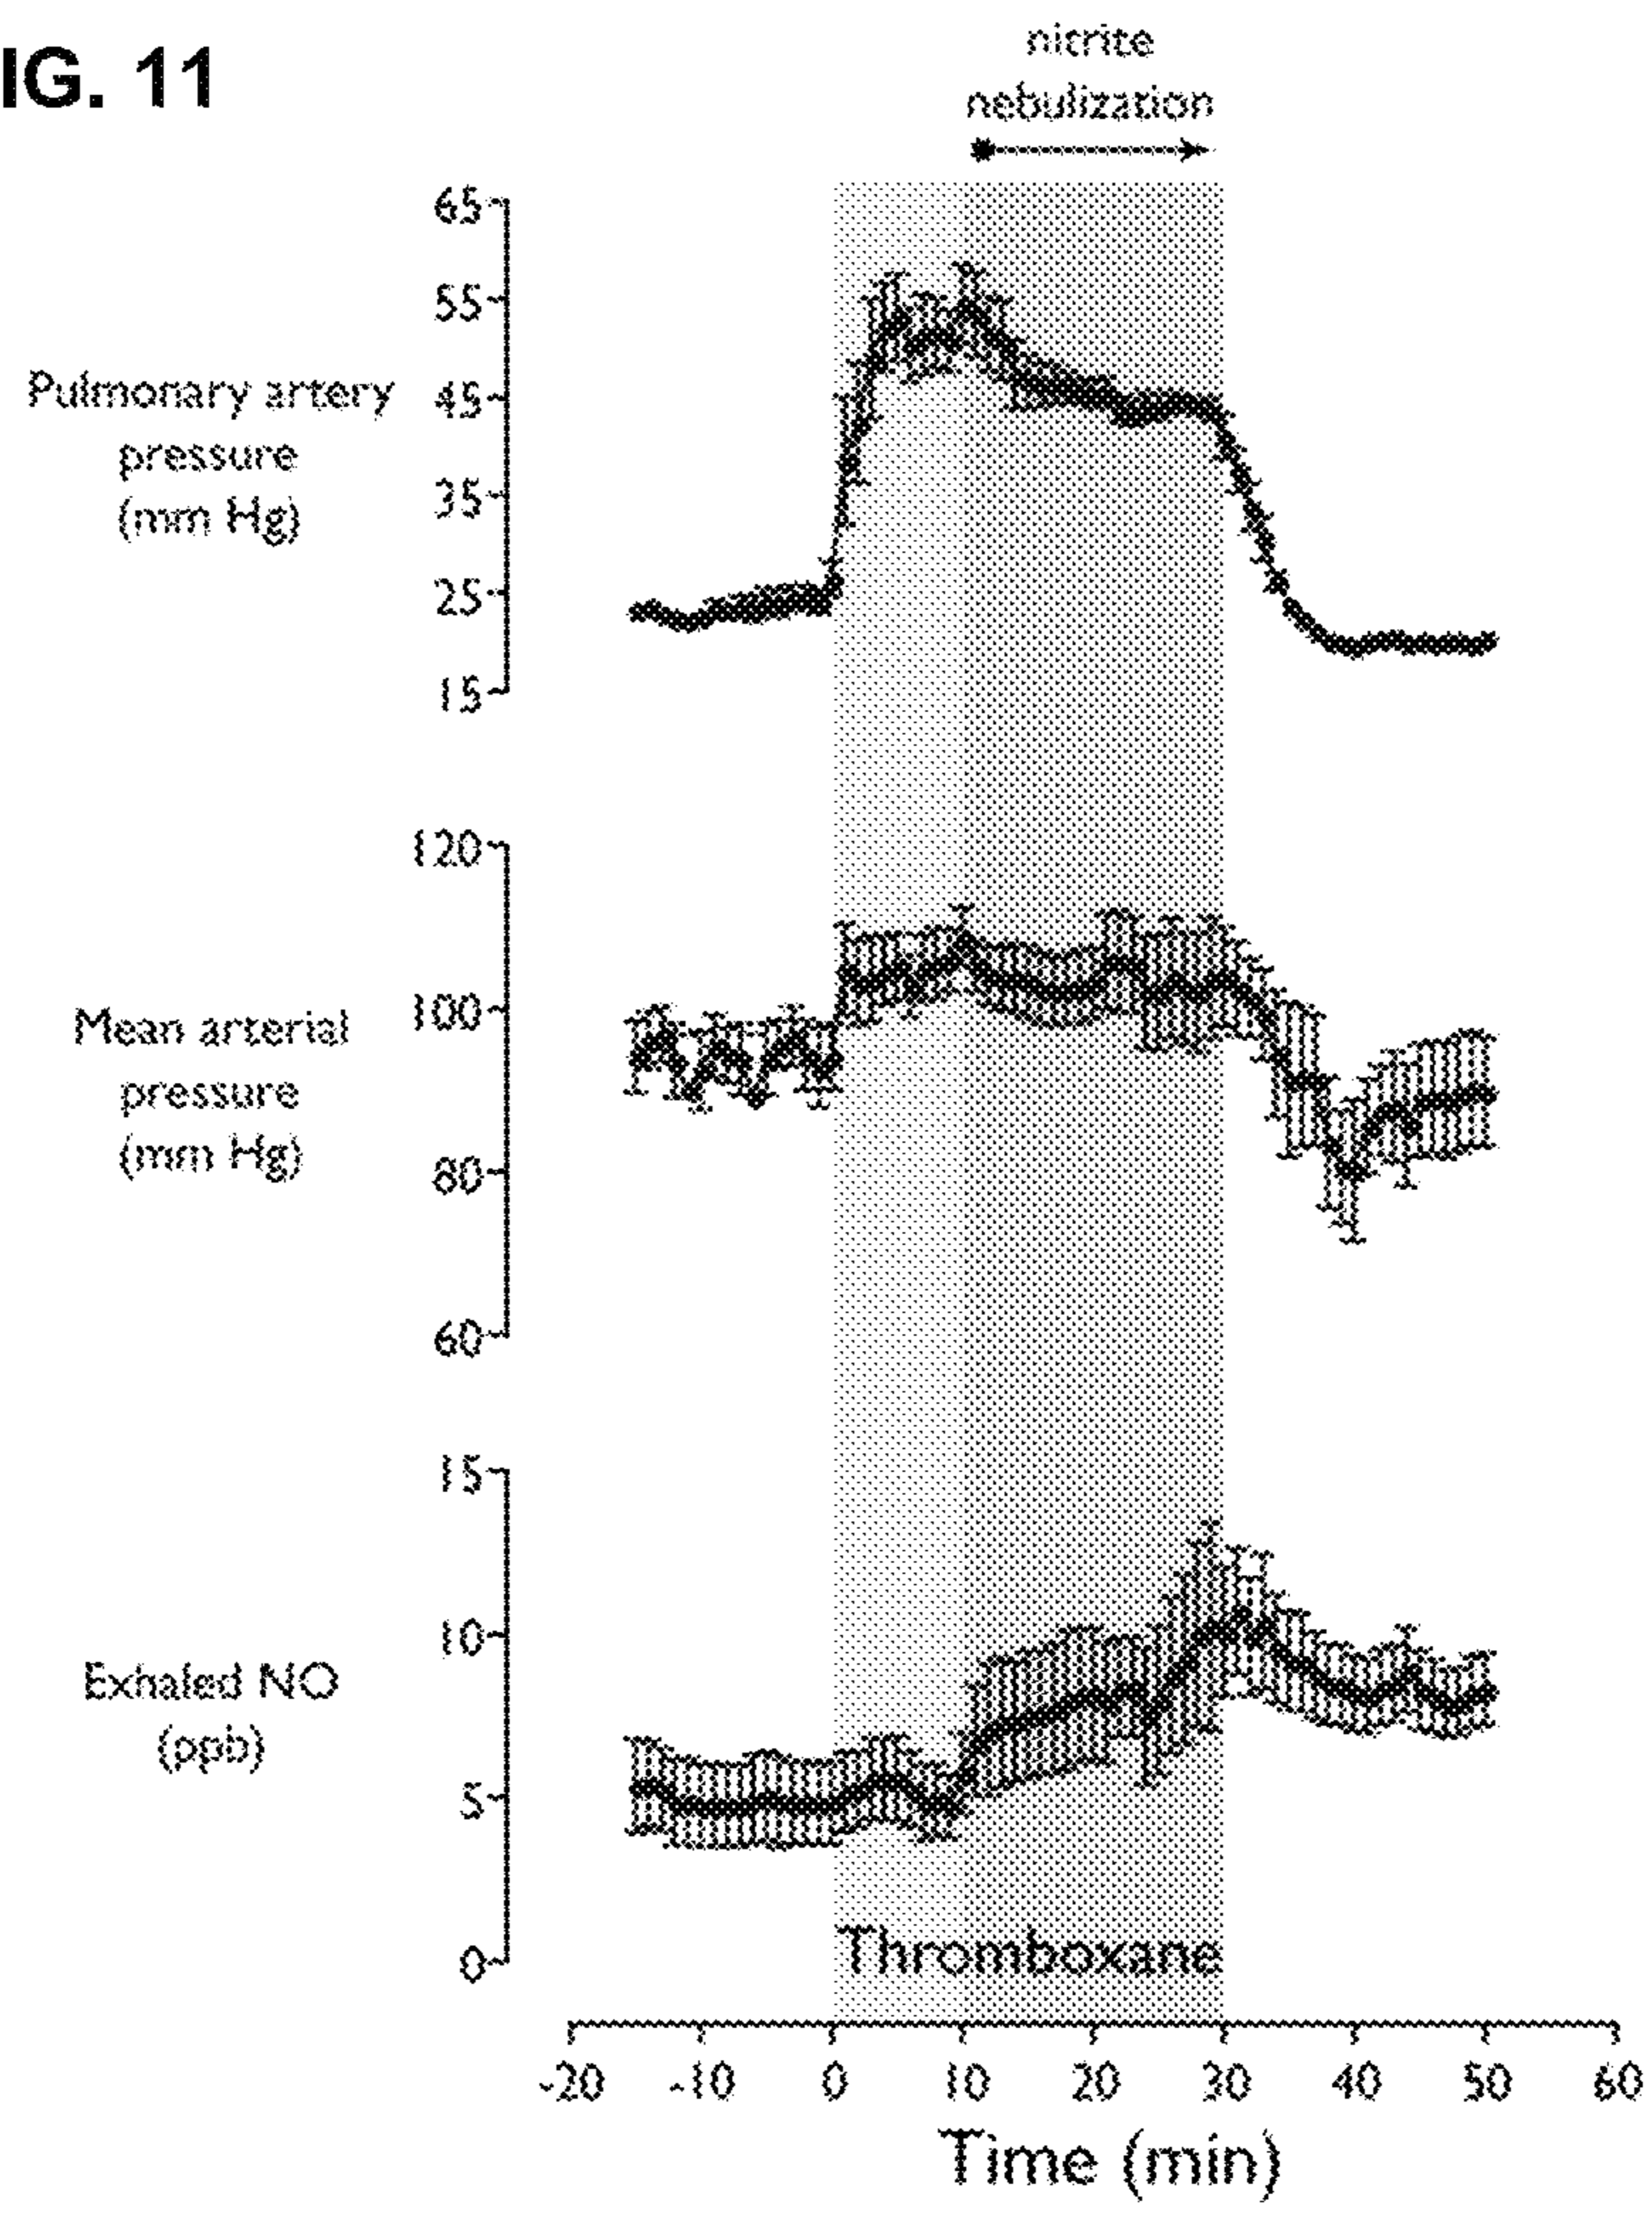 IG. 11
nitrite
nebulization
65
55
45
35
25
15
Pulmonary artery
pressure
(mm Hg)
120
100
80
60
Mean arterial
pressure
(mm Hg)
15
10
5
0
Exhaled NO
(ppb)
Thromboxane
-20 -10 0 10 20 30 40 50 60
Time (min)